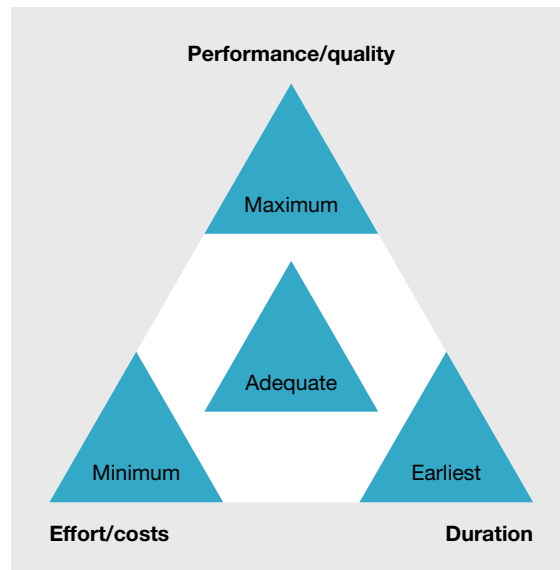 Performance/quality
Maximum
Adequate
Minimum
Earliest
Effort/costs
Duration